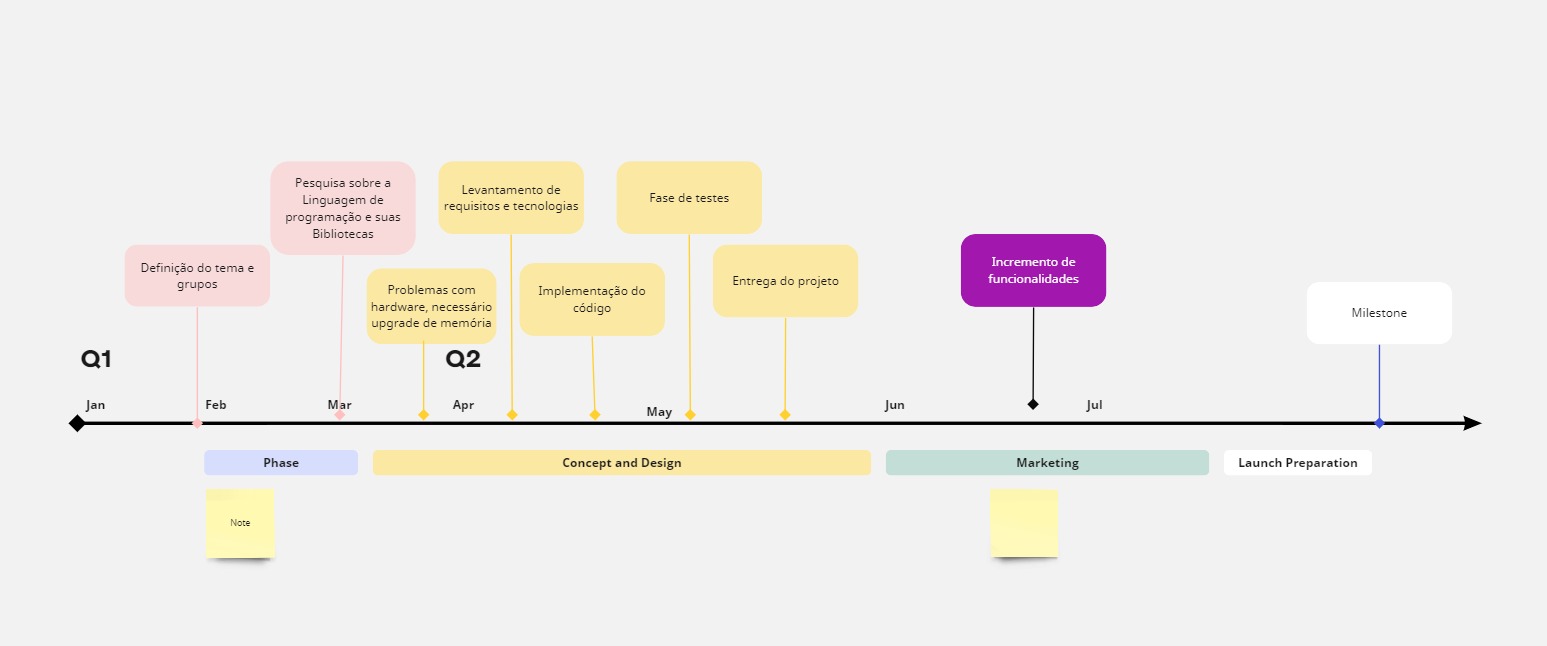 Pesquisa sobre a
Linguagem de
programação e suas
Bibliotecas
Levantamento de
requisitos e tecnologias
Fase de testes
Definição do tema e
grupos
Problemas com
hardware, necessário
upgrade de memória
Implementação do
código
Entrega do projeto
Incremento de
funcionalidades
Milestone
Q1
Q2
Jan
Feb
Mar
Apr
May
Jun
Jul
Phase
Concept and Design
Marketing
Launch Preparation
Note